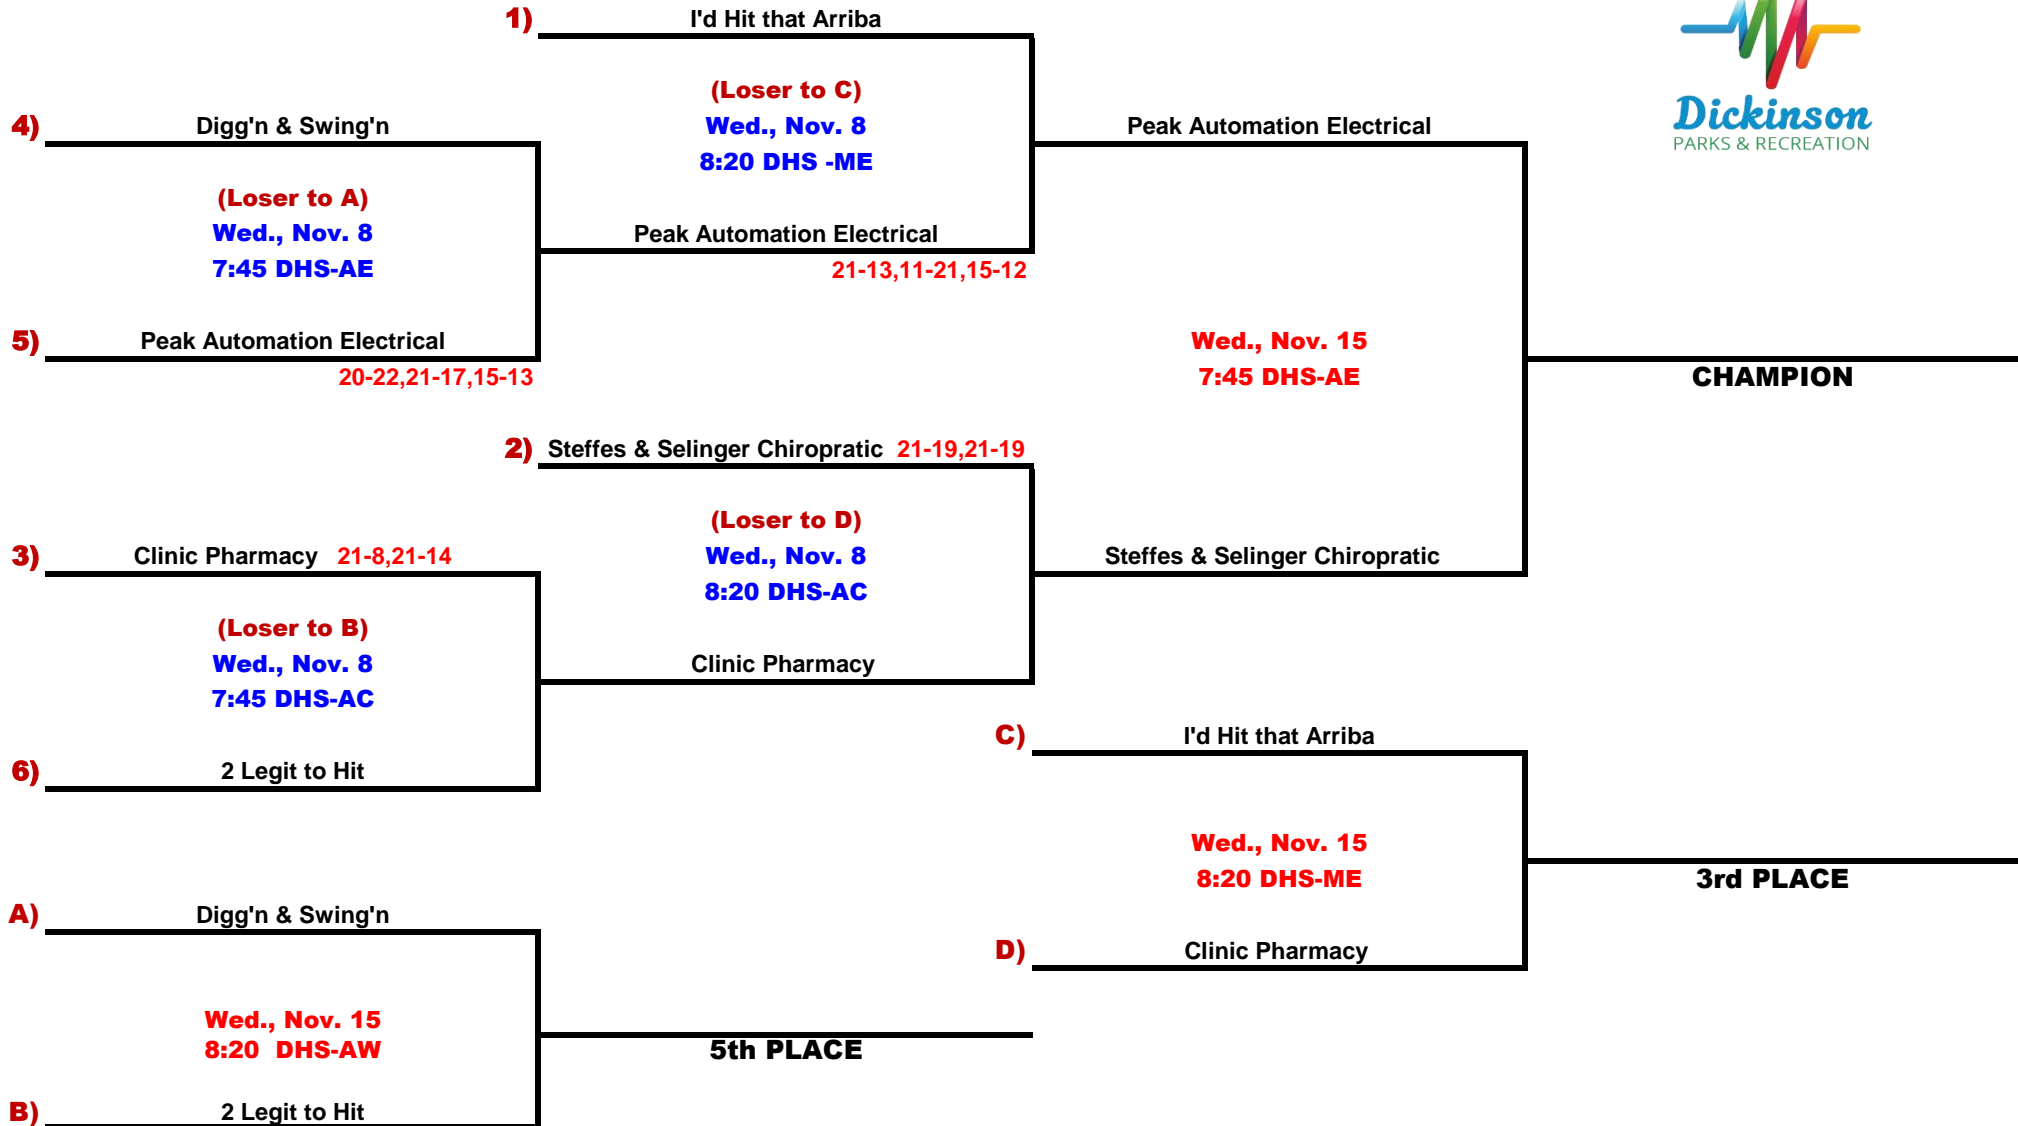 1) I'd Hit that Arriba
(Loser to C)
Wed., Nov. 8
8:20 DHS -ME
Dickinson
PARKS & RECREATION
4) Digg'n & Swing'n
Peak Automation Electrical
(Loser to A)
Wed., Nov. 8
7:45 DHS-AE
Peak Automation Electrical
21-13,11-21,15-12
5) Peak Automation Electrical
20-22,21-17,15-13
Wed., Nov. 15
7:45 DHS-AE
CHAMPION
2) Steffes & Selinger Chiropratic 21-19,21-19
(Loser to D)
Wed., Nov. 8
8:20 DHS-AC
3) Clinic Pharmacy 21-8,21-14
Steffes & Selinger Chiropratic
(Loser to B)
Wed., Nov. 8
7:45 DHS-AC
Clinic Pharmacy
6) 2 Legit to Hit
C) I'd Hit that Arriba
Wed., Nov. 15
8:20 DHS-ME
3rd PLACE
D) Clinic Pharmacy
A) Digg'n & Swing'n
Wed., Nov. 15
8:20 DHS-AW
5th PLACE
B) 2 Legit to Hit